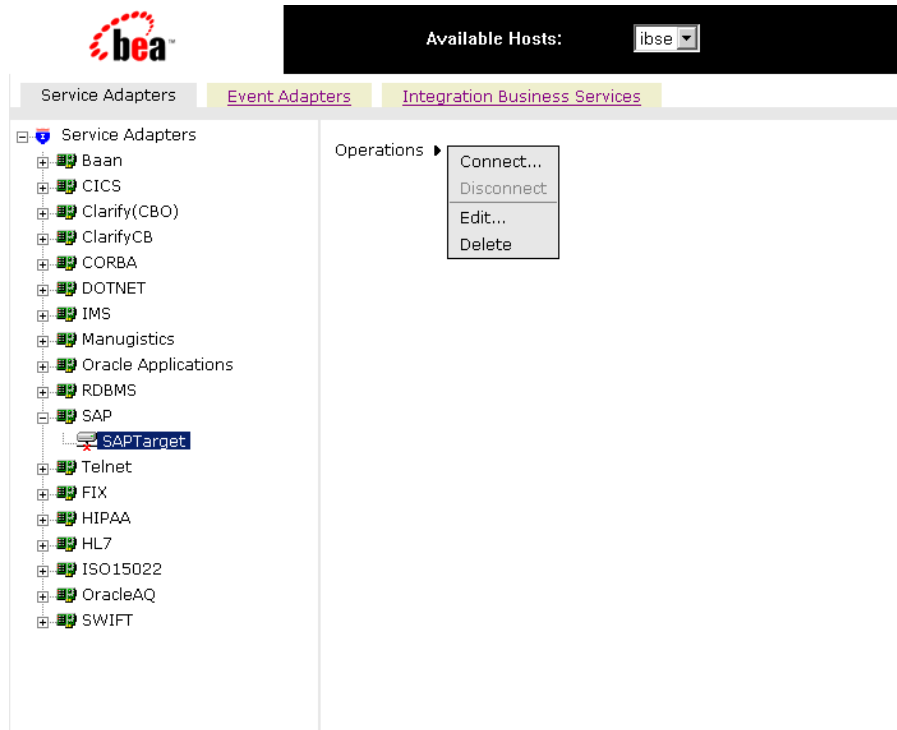 bea™
Available Hosts: ibse
Service Adapters Event Adapters Integration Business Services
Service Adapters
Baan
CICS
Clarify(CBO)
ClarifyCB
CORBA
DOTNET
IMS
Manugistics
Oracle Applications
RDBMS
SAP
SAPTarget
Telnet
FIX
HIPAA
HL7
ISO15022
OracleAQ
SWIFT
Operations
Connect...
Disconnect
Edit...
Delete